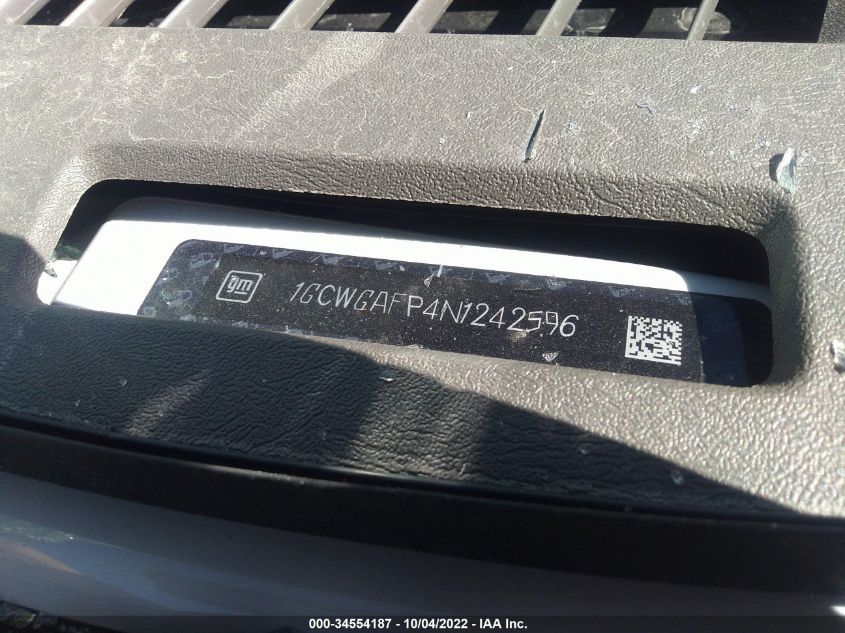 gm 1GCWGAFP4N1242596
000-34554187 - 10/04/2022 - IAA Inc.